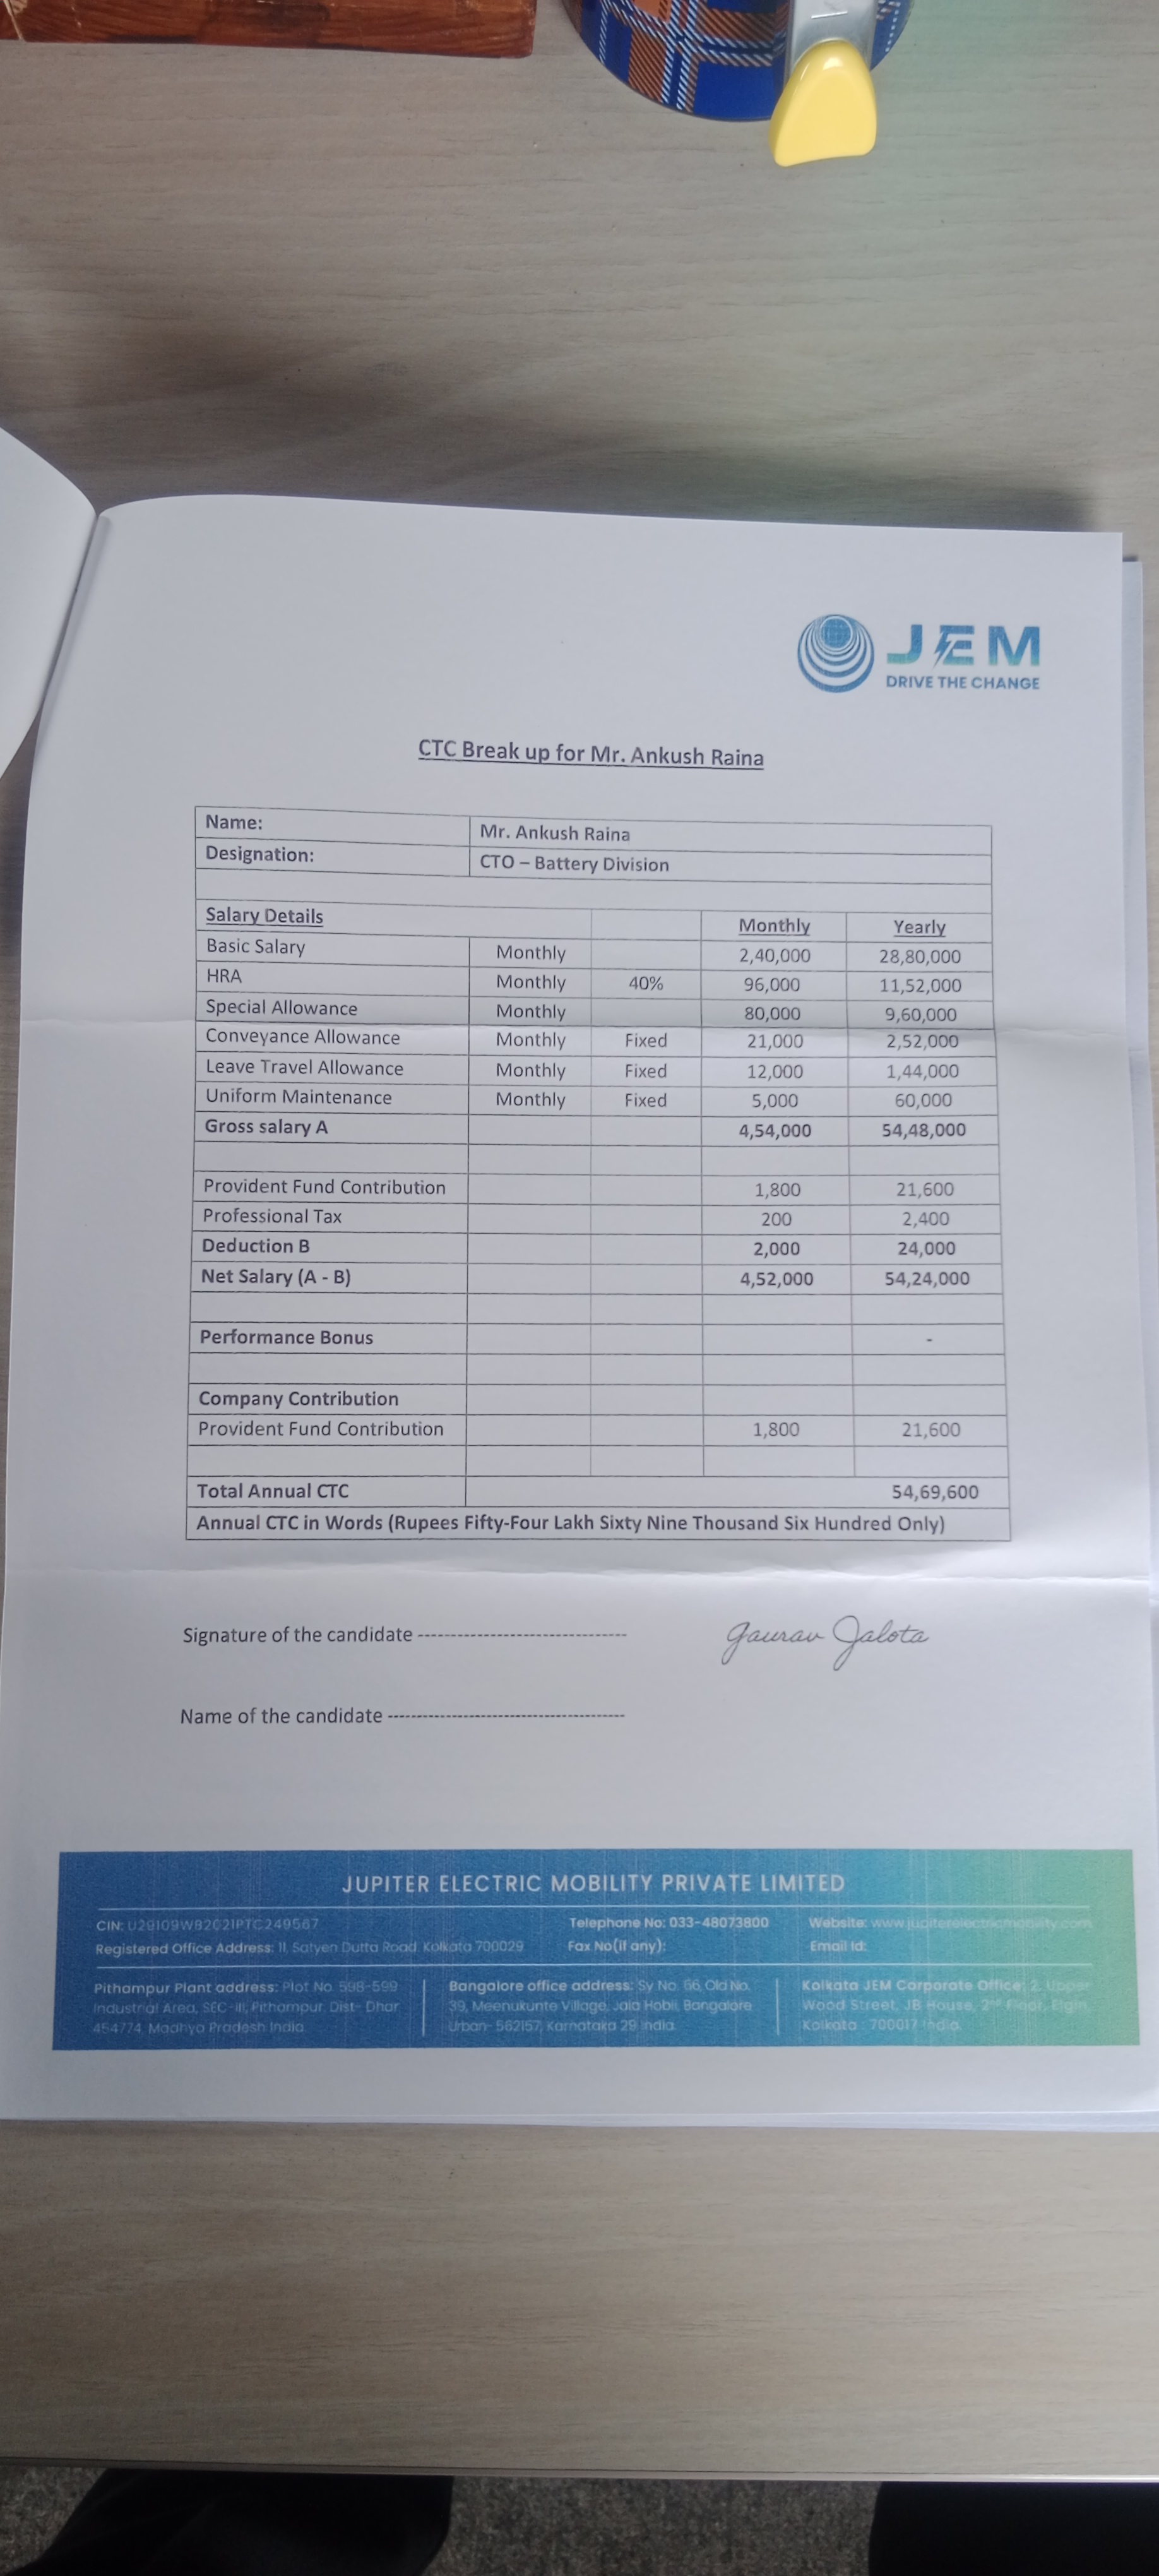 JEM
DRIVE THE CHANGE
CTC Break up for Mr. Ankush Raina
Name: Mr. Ankush Raina
Designation: CTO – Battery Division
Salary Details Monthly Yearly
Basic Salary Monthly 2,40,000 28,80,000
HRA Monthly 40% 96,000 11,52,000
Special Allowance Monthly 80,000 9,60,000
Conveyance Allowance Monthly Fixed 21,000 2,52,000
Leave Travel Allowance Monthly Fixed 12,000 1,44,000
Uniform Maintenance Monthly Fixed 5,000 60,000
Gross salary A 4,54,000 54,48,000
Provident Fund Contribution 1,800 21,600
Professional Tax 200 2,400
Deduction B 2,000 24,000
Net Salary (A - B) 4,52,000 54,24,000
Performance Bonus -
Company Contribution
Provident Fund Contribution 1,800 21,600
Total Annual CTC 54,69,600
Annual CTC in Words (Rupees Fifty-Four Lakh Sixty Nine Thousand Six Hundred Only)
Signature of the candidate ------------------------------- Gaurav Jalota
Name of the candidate -----------------------------------
JUPITER ELECTRIC MOBILITY PRIVATE LIMITED
CIN: U29109WB2021PTC249567 Telephone No: 033-48073800 Website: www.jupiterelectricmobility.com
Registered Office Address: 11, Satyen Dutta Road, Kolkata 700029 Fax No(if any): Email Id:
Pithampur Plant address: Plot No. 598-599 Bangalore office address: Sy No. 66, Old No. Kolkata JEM Corporate Office: 2, Upper
Industrial Area, SEC-III, Pithampur, Dist- Dhar 39, Meenukunte Village, Jala Hobli, Bangalore Wood Street, JB House, 2nd Floor, Elgin,
454774, Madhya Pradesh India Urban- 562157, Karnataka 29 India. Kolkata : 700017 India.